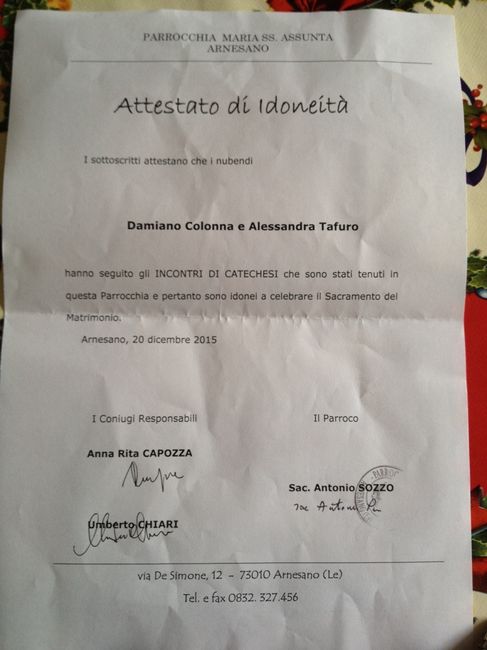 PARROCCHIA MARIA SS. ASSUNTA
ARNESANO
Attestato di Idoneità
I sottoscritti attestano che i nubendi
Damiano Colonna e Alessandra Tafuro
hanno seguito gli INCONTRI DI CATECHESI che sono stati tenuti in
questa Parrocchia e pertanto sono idonei a celebrare il Sacramento del
Matrimonio.
Arnesano, 20 dicembre 2015
I Coniugi Responsabili
Il Parroco
Anna Rita CAPOZZA
Sac. Antonio SOZZO
Umberto CHIARI
via De Simone, 12 – 73010 Arnesano (Le)
Tel. e fax 0832. 327.456